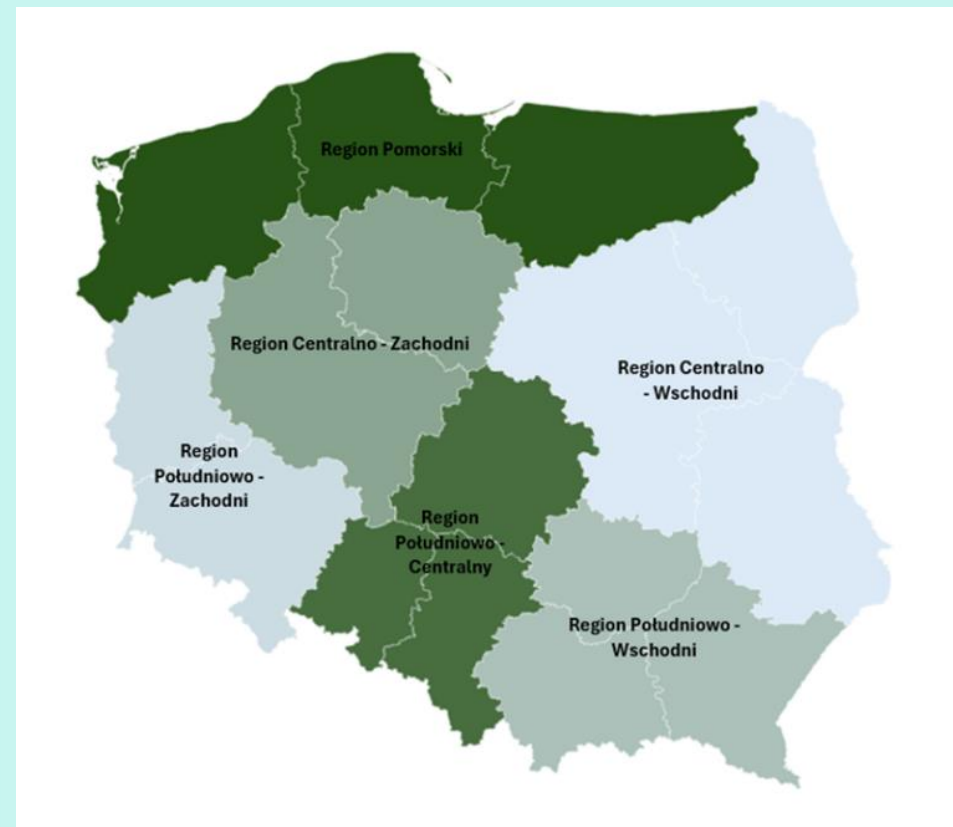 Region Pomorski
Region Centralno - Zachodni
Region Centralno
- Wschodni
Region
Południowo -
Zachodni
Region
Południowo -
Centralny
Region Południowo -
Wschodni